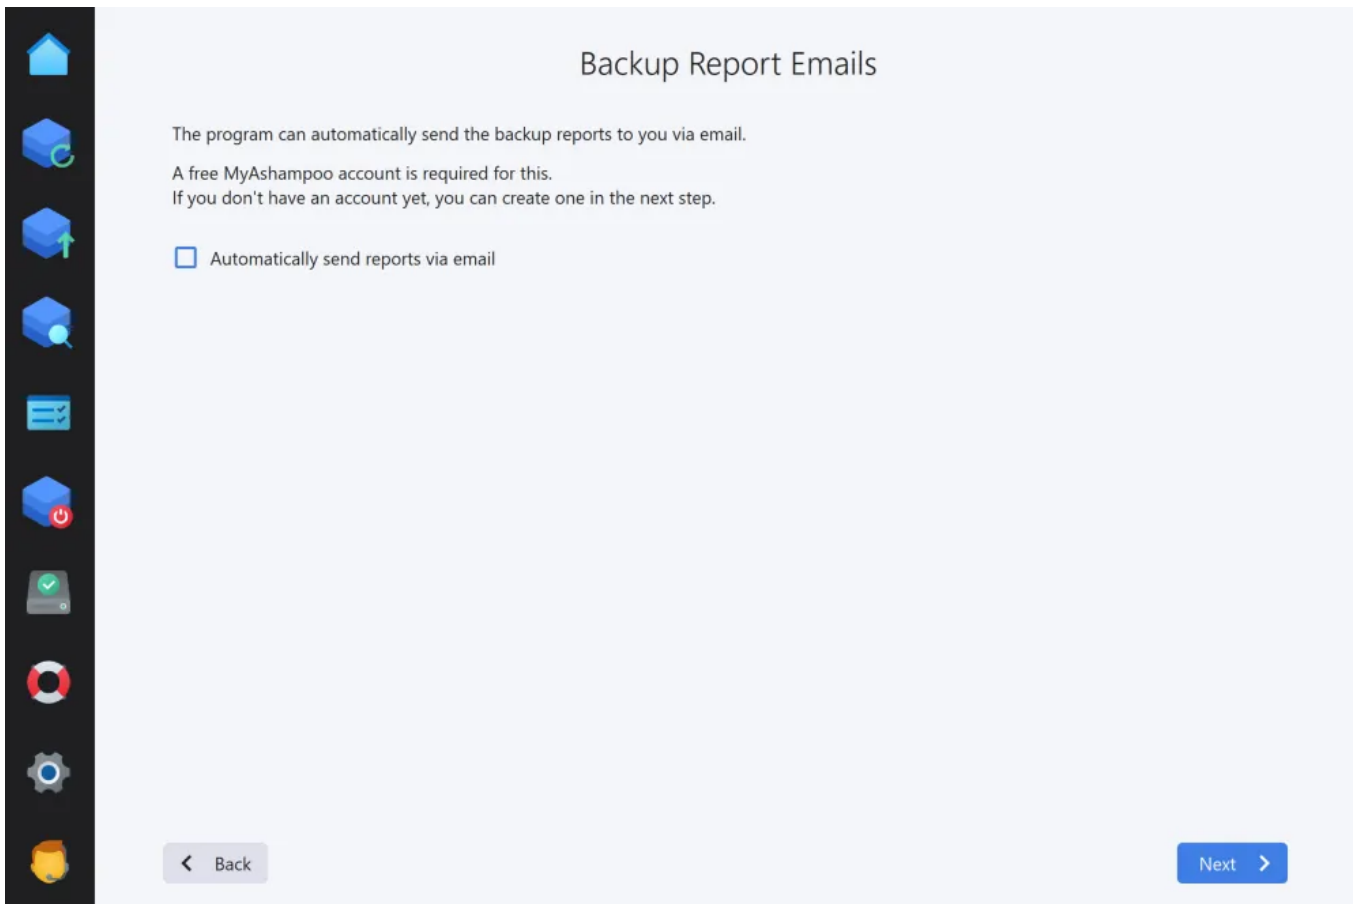 Backup Report Emails
The program can automatically send the backup reports to you via email.
A free MyAshampoo account is required for this.
If you don't have an account yet, you can create one in the next step.
Automatically send reports via email
Back
Next